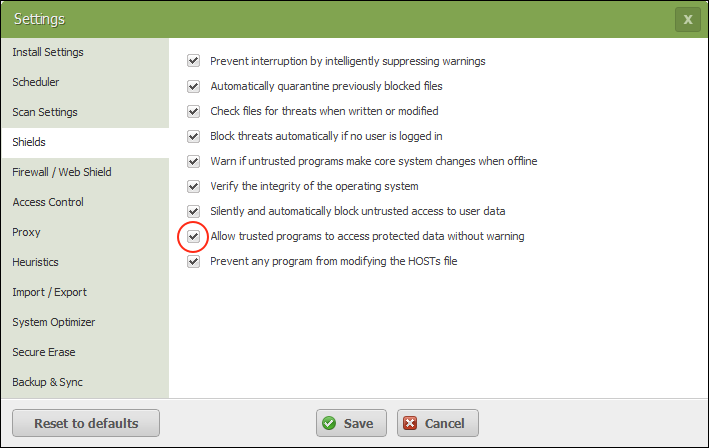 Settings
X
Install Settings
Scheduler
Scan Settings
Shields
Firewall / Web Shield
Access Control
Proxy
Heuristics
Import / Export
System Optimizer
Secure Erase
Backup & Sync
Prevent interruption by intelligently suppressing warnings
Automatically quarantine previously blocked files
Check files for threats when written or modified
Block threats automatically if no user is logged in
Warn if untrusted programs make core system changes when offline
Verify the integrity of the operating system
Silently and automatically block untrusted access to user data
Allow trusted programs to access protected data without warning
Prevent any program from modifying the HOSTs file
Reset to defaults
Save
Cancel